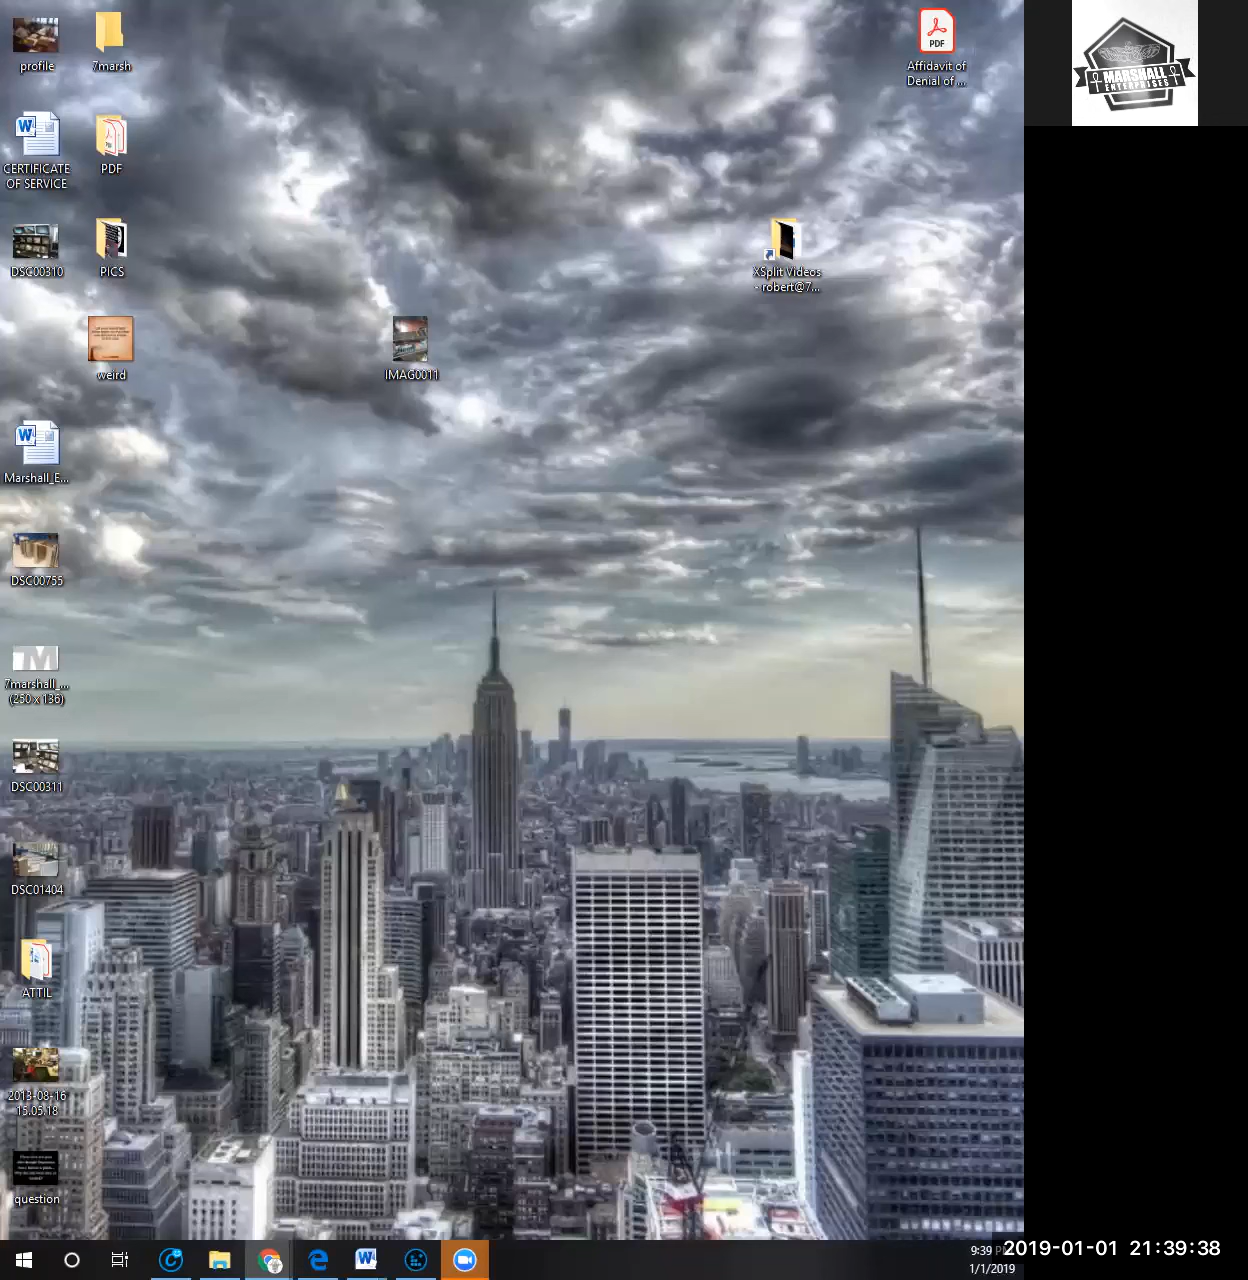 profile
7marsh
Affidavit of
Denial of ...
PDF
MARSHALL
ENTERPRISES
CERTIFICATE
OF SERVICE
PDF
DSC00310
PICS
XSplit Videos
- robert@7...
weird
IMAG0011
Marshall_E...
DSC00755
7marshall_...
(250 x 136)
DSC00311
DSC01404
ATTIL
2013-08-16
15.05.18
question
9:39
1/1/2019
2019-01-01 21:39:38